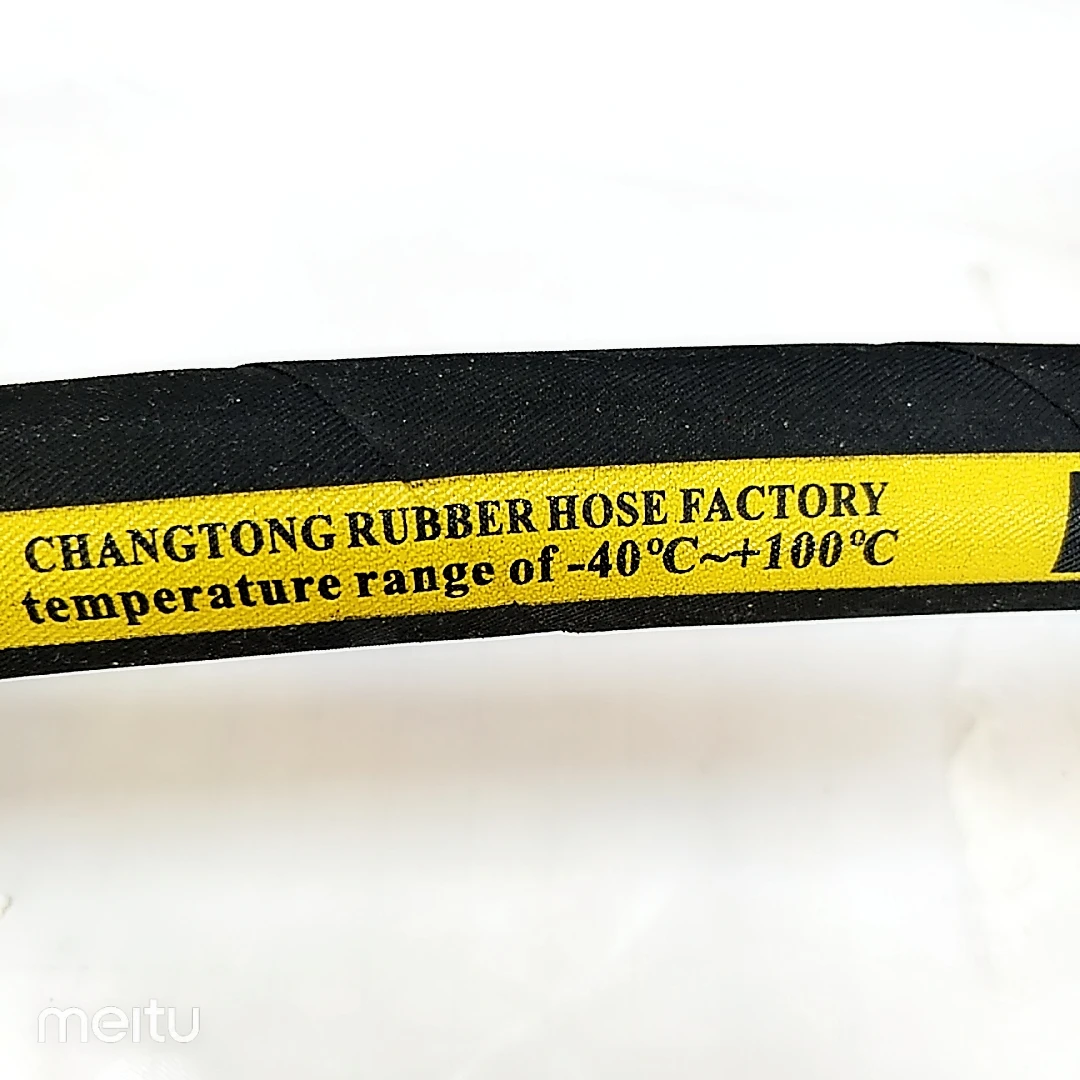 CHANGTONG RUBBER HOSE FACTORY
temperature range of -40°C~+100°C
meitu